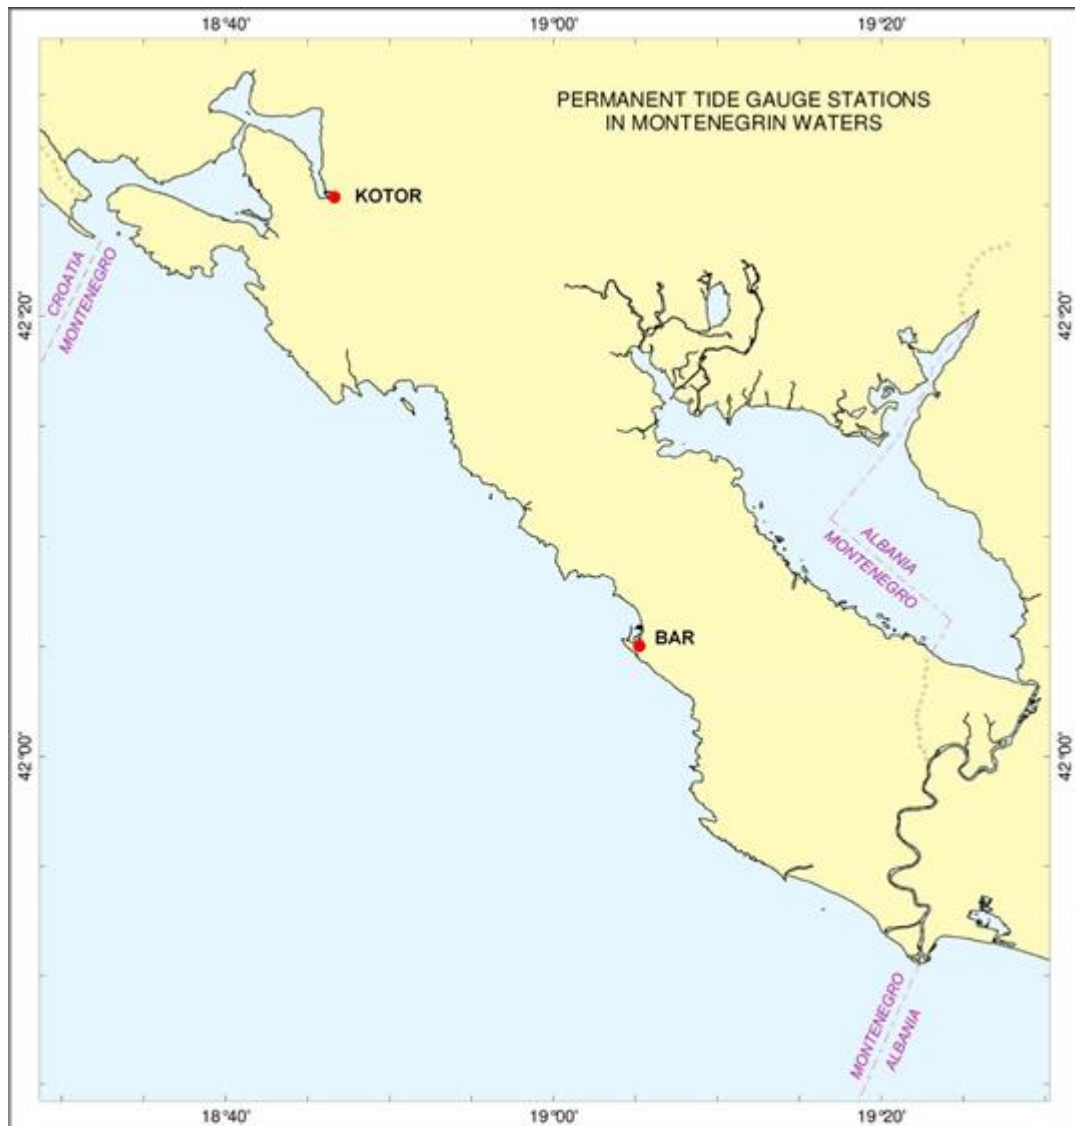 18°40' 19°00' 19°20'
PERMANENT TIDE GAUGE STATIONS
IN MONTENEGRIN WATERS
KOTOR
CROATIA
MONTENEGRO
42°20' 42°20'
ALBANIA
MONTENEGRO
BAR
42°00' 42°00'
MONTENEGRO
ALBANIA
18°40' 19°00' 19°20'